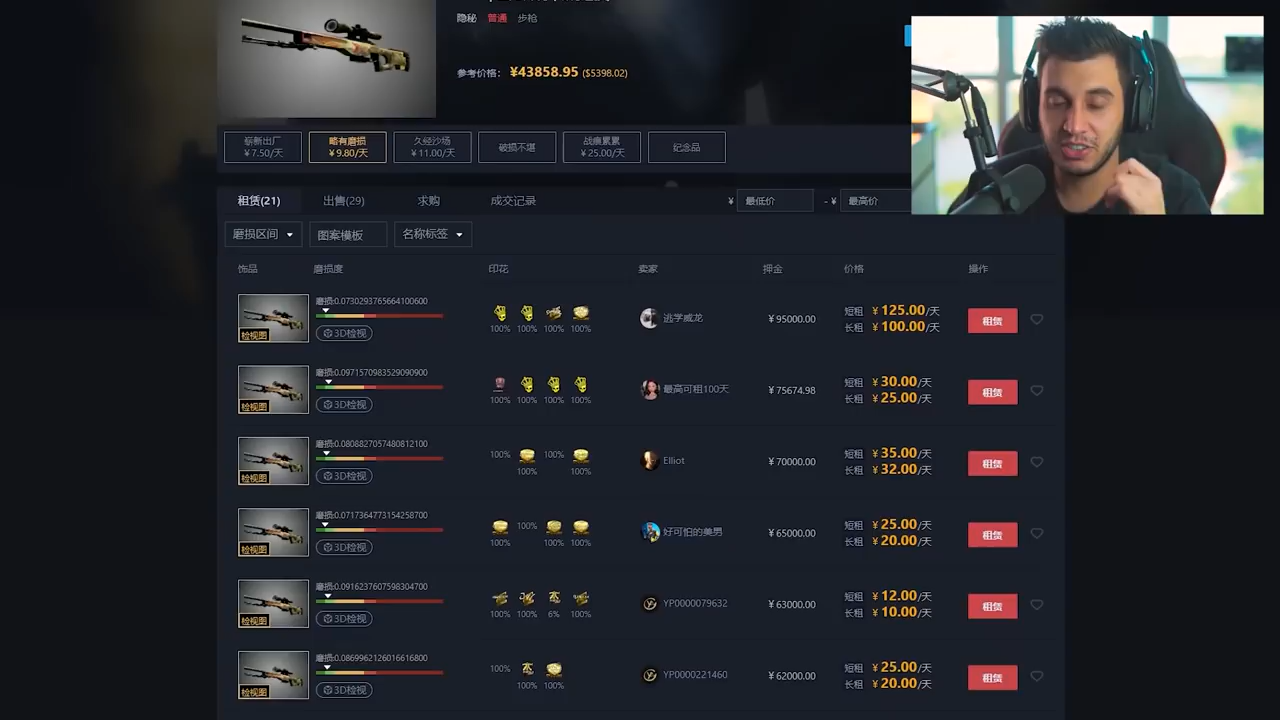 隐秘 普通 步枪
参考价格： ¥43858.95 ($5398.02)
崭新出厂 ¥7.50/天
略有磨损 ¥9.80/天
久经沙场 ¥11.00/天
破损不堪
战痕累累 ¥25.00/天
纪念品
租赁(21) 出售(29) 求购 成交记录 ¥ 最低价 - ¥ 最高价
磨损区间 图案模板 名称标签
饰品 磨损度 印花 卖家 押金 价格 操作
磨损:0.0730293765664100600
检视图 3D检视 100% 100% 100% 100% 逃学威龙 ¥95000.00 短租 ¥125.00/天 租赁
长租 ¥100.00/天
磨损:0.0971570983529090900
检视图 3D检视 100% 100% 100% 100% 最高可租100天 ¥75674.98 短租 ¥30.00/天 租赁
长租 ¥25.00/天
磨损:0.0808827057480812100
检视图 3D检视 100% 100% 100% 100% Elliot ¥70000.00 短租 ¥35.00/天 租赁
长租 ¥32.00/天
磨损:0.0717364773154258700
检视图 3D检视 100% 100% 100% 100% 好可怕的美男 ¥65000.00 短租 ¥25.00/天 租赁
长租 ¥20.00/天
磨损:0.0916237607598304700
检视图 3D检视 100% 100% 6% 100% YP0000079632 ¥63000.00 短租 ¥12.00/天 租赁
长租 ¥10.00/天
磨损:0.0869962126016616800
检视图 3D检视 100% 100% 100% YP0000221460 ¥62000.00 短租 ¥25.00/天 租赁
长租 ¥20.00/天